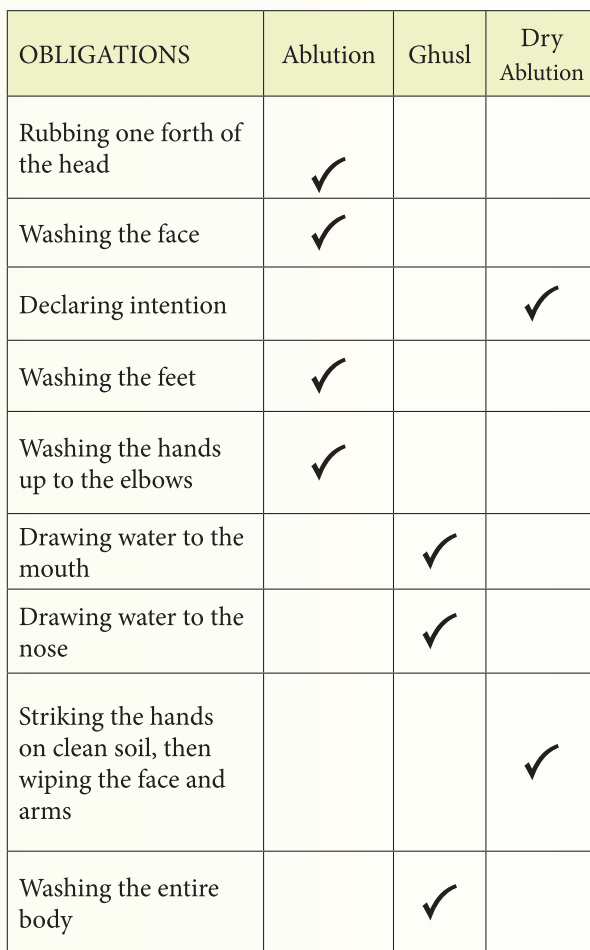 OBLIGATIONS Ablution Ghusl Dry Ablution
Rubbing one forth of
the head
✓
Washing the face ✓
Declaring intention ✓
Washing the feet ✓
Washing the hands
up to the elbows ✓
Drawing water to the
mouth ✓
Drawing water to the
nose ✓
Striking the hands
on clean soil, then
wiping the face and
arms ✓
Washing the entire
body ✓